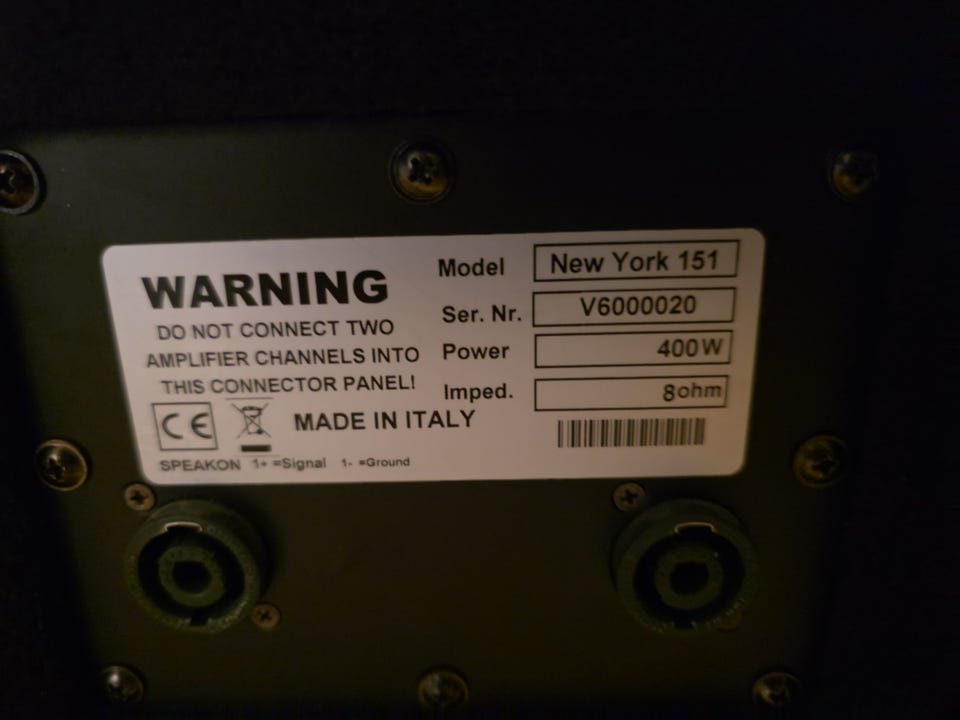 WARNING
DO NOT CONNECT TWO
AMPLIFIER CHANNELS INTO
THIS CONNECTOR PANEL!
CE
MADE IN ITALY
SPEAKON 1+ =Signal 1- =Ground
Model New York 151
Ser. Nr. V6000020
Power 400W
Imped. 8ohm